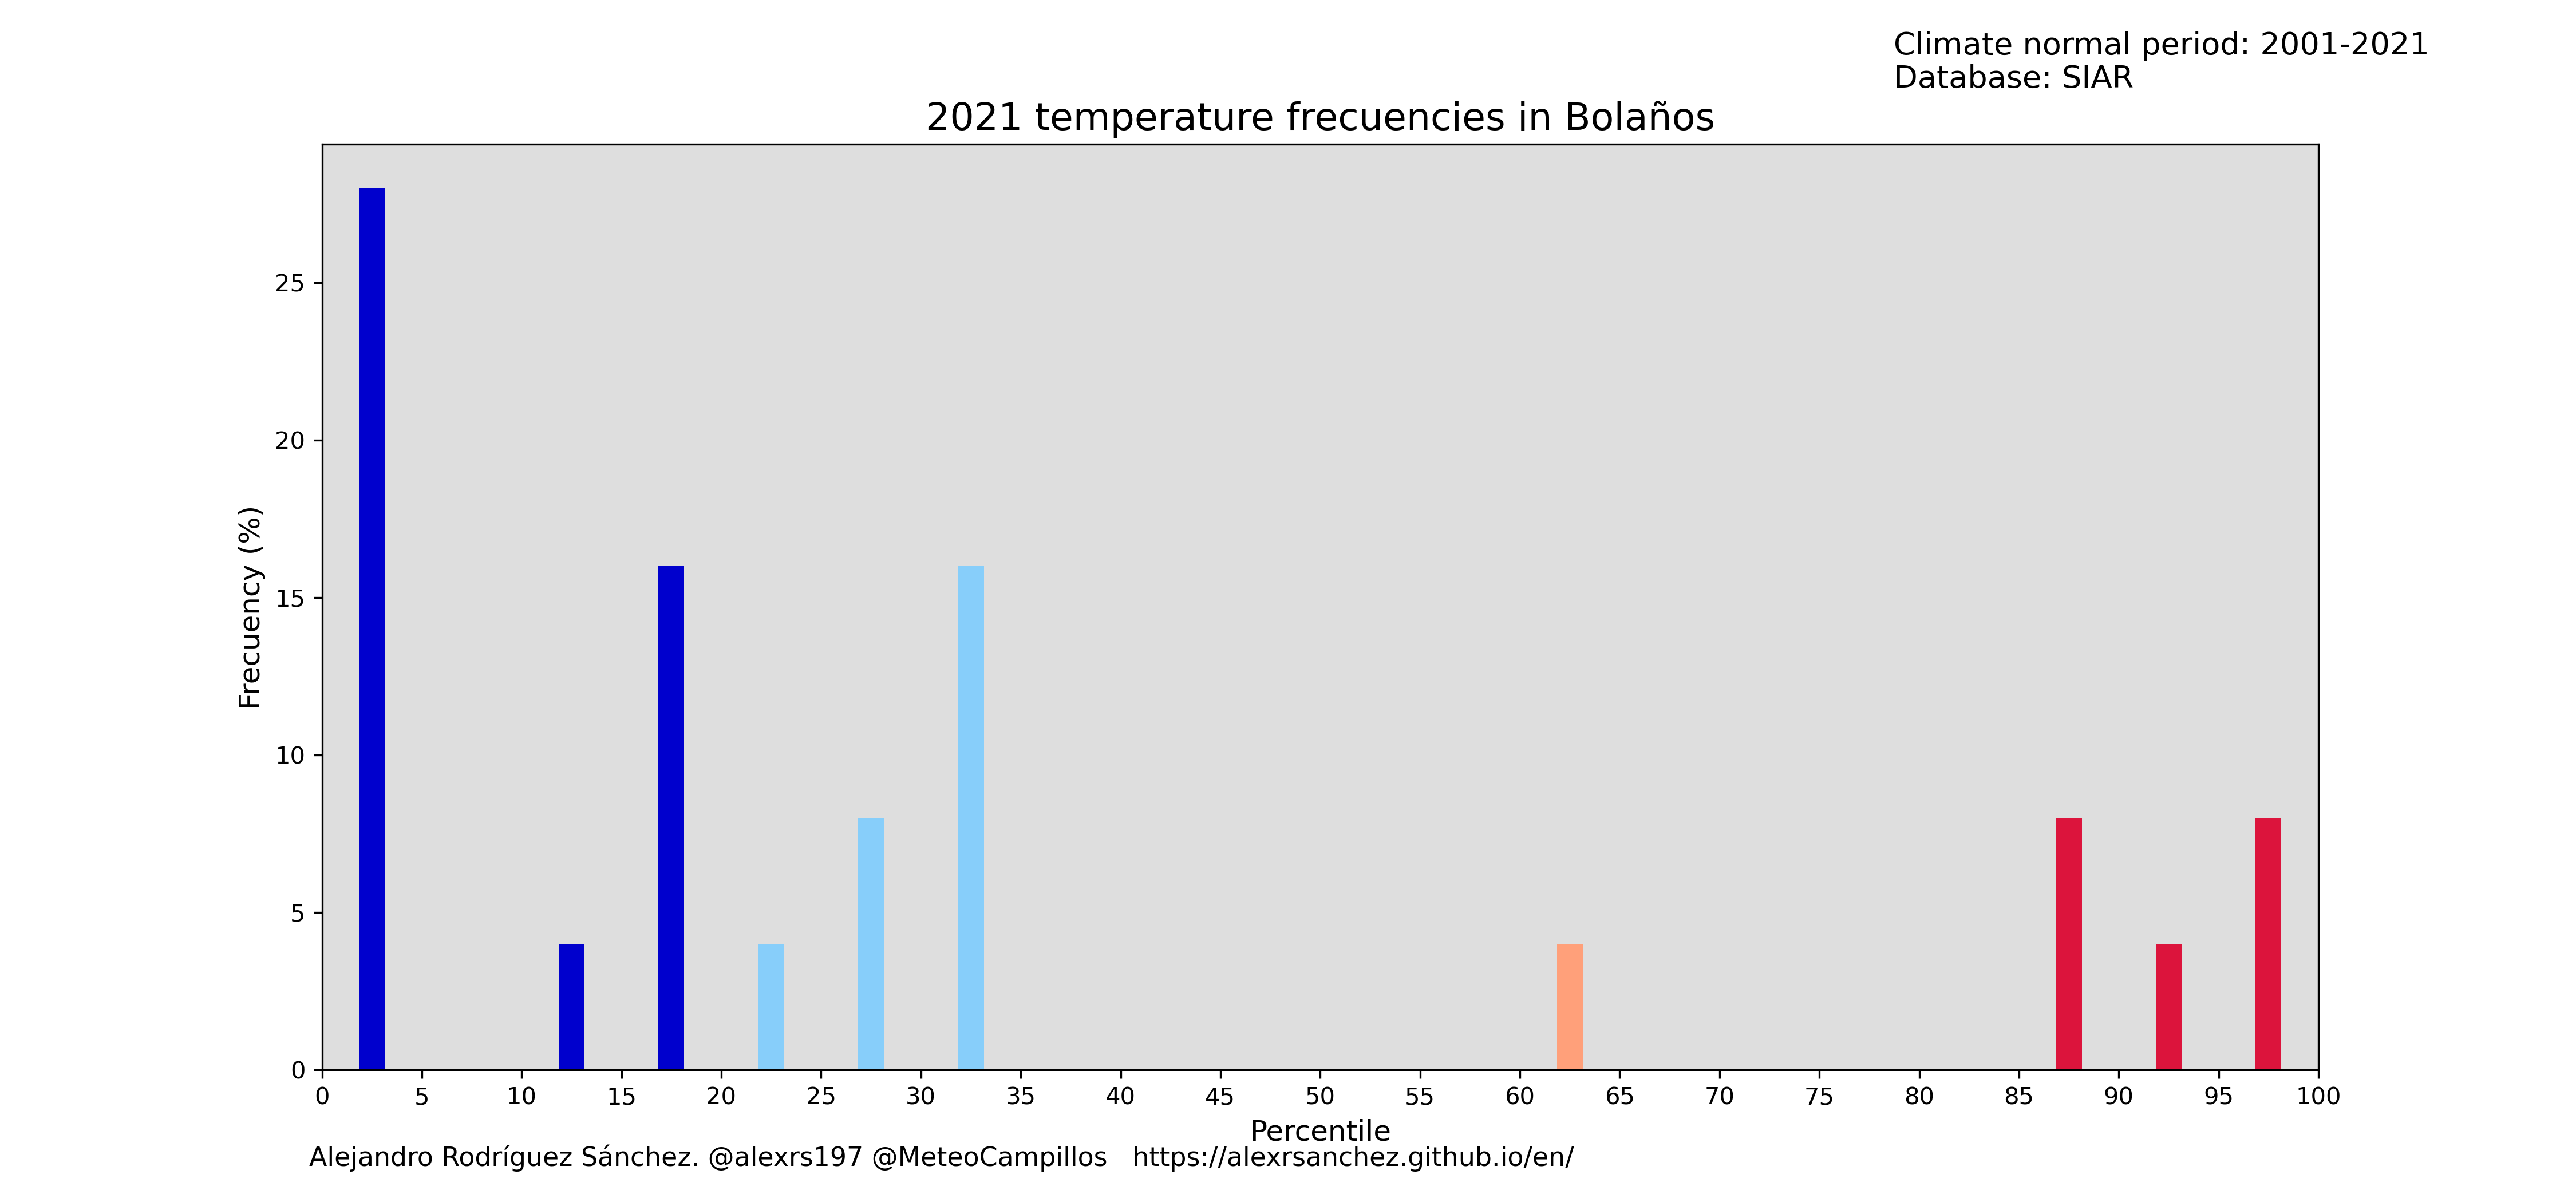 Climate normal period: 2001-2021
Database: SIAR
2021 temperature frecuencies in Bolaños
Frecuency (%)
25
20
15
10
5
0
0 5 10 15 20 25 30 35 40 45 50 55 60 65 70 75 80 85 90 95 100
Percentile
Alejandro Rodríguez Sánchez. @alexrs197 @MeteoCampillos https://alexrsanchez.github.io/en/